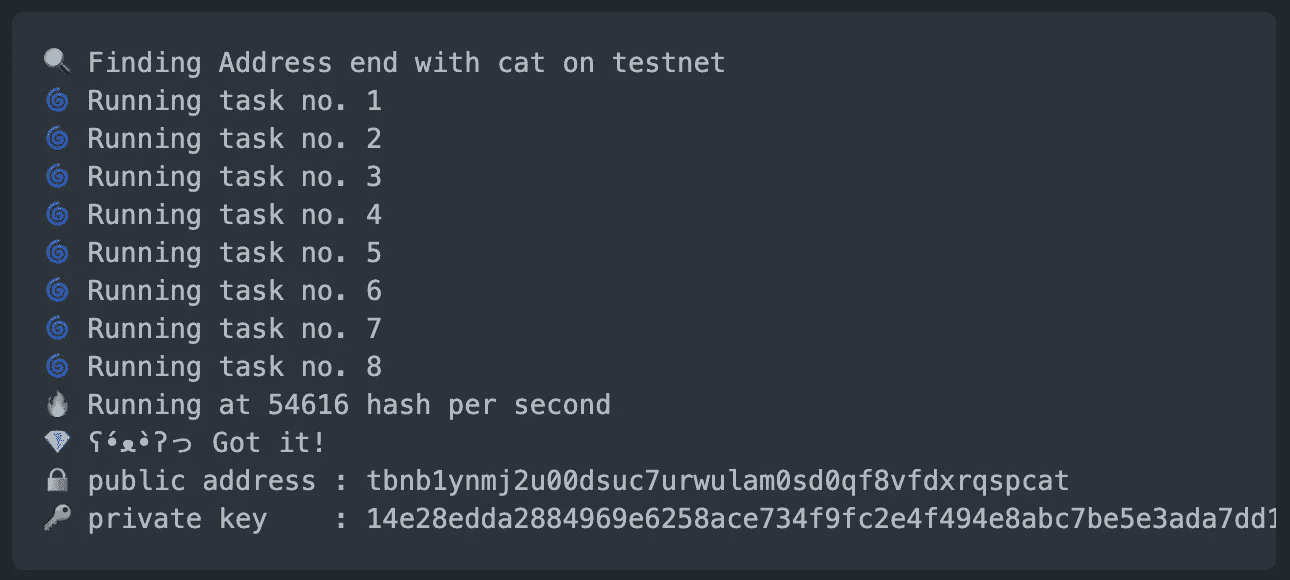 🔍 Finding Address end with cat on testnet
🌀 Running task no. 1
🌀 Running task no. 2
🌀 Running task no. 3
🌀 Running task no. 4
🌀 Running task no. 5
🌀 Running task no. 6
🌀 Running task no. 7
🌀 Running task no. 8
🔥 Running at 54616 hash per second
💎 ʕ•́ᴥ•̀ʔっ Got it!
🔒 public address : tbnb1ynmj2u00dsuc7urwulam0sd0qf8vfdxrqspcat
🔑 private key    : 14e28edda2884969e6258ace734f9fc2e4f494e8abc7be5e3ada7dd1